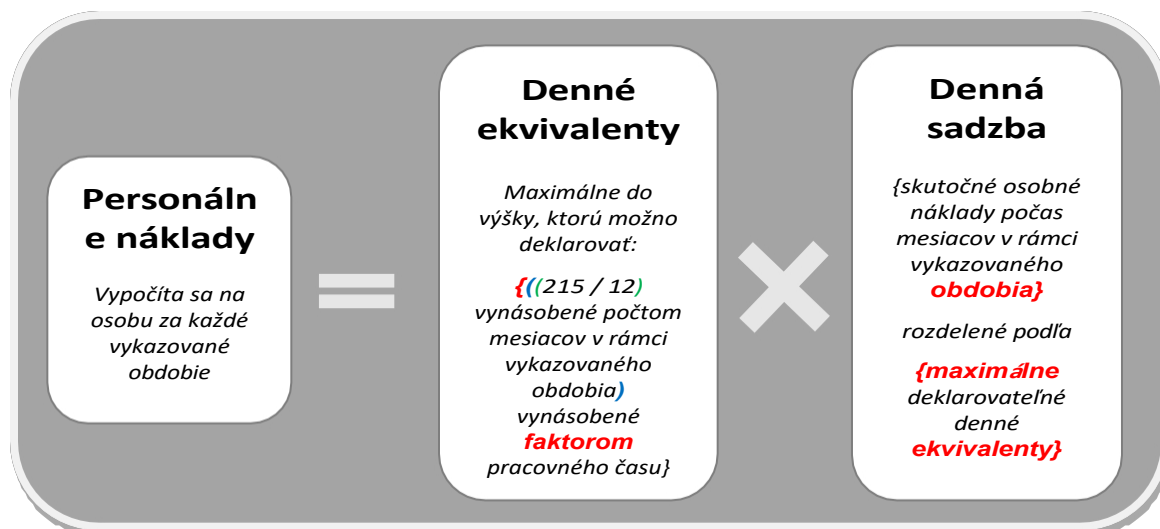 Personáln
e náklady
Vypočíta sa na
osobu za každé
vykazované
obdobie
=
Denné
ekvivalenty
Maximálne do
výšky, ktorú možno
deklarovať:
{((215 / 12)
vynásobené počtom
mesiacov v rámci
vykazovaného
obdobia)
vynásobené
faktorom
pracovného času}
×
Denná
sadzba
{skutočné osobné
náklady počas
mesiacov v rámci
vykazovaného
obdobia}
rozdelené podľa
{maximálne
deklarovateľné
denné
ekvivalenty}